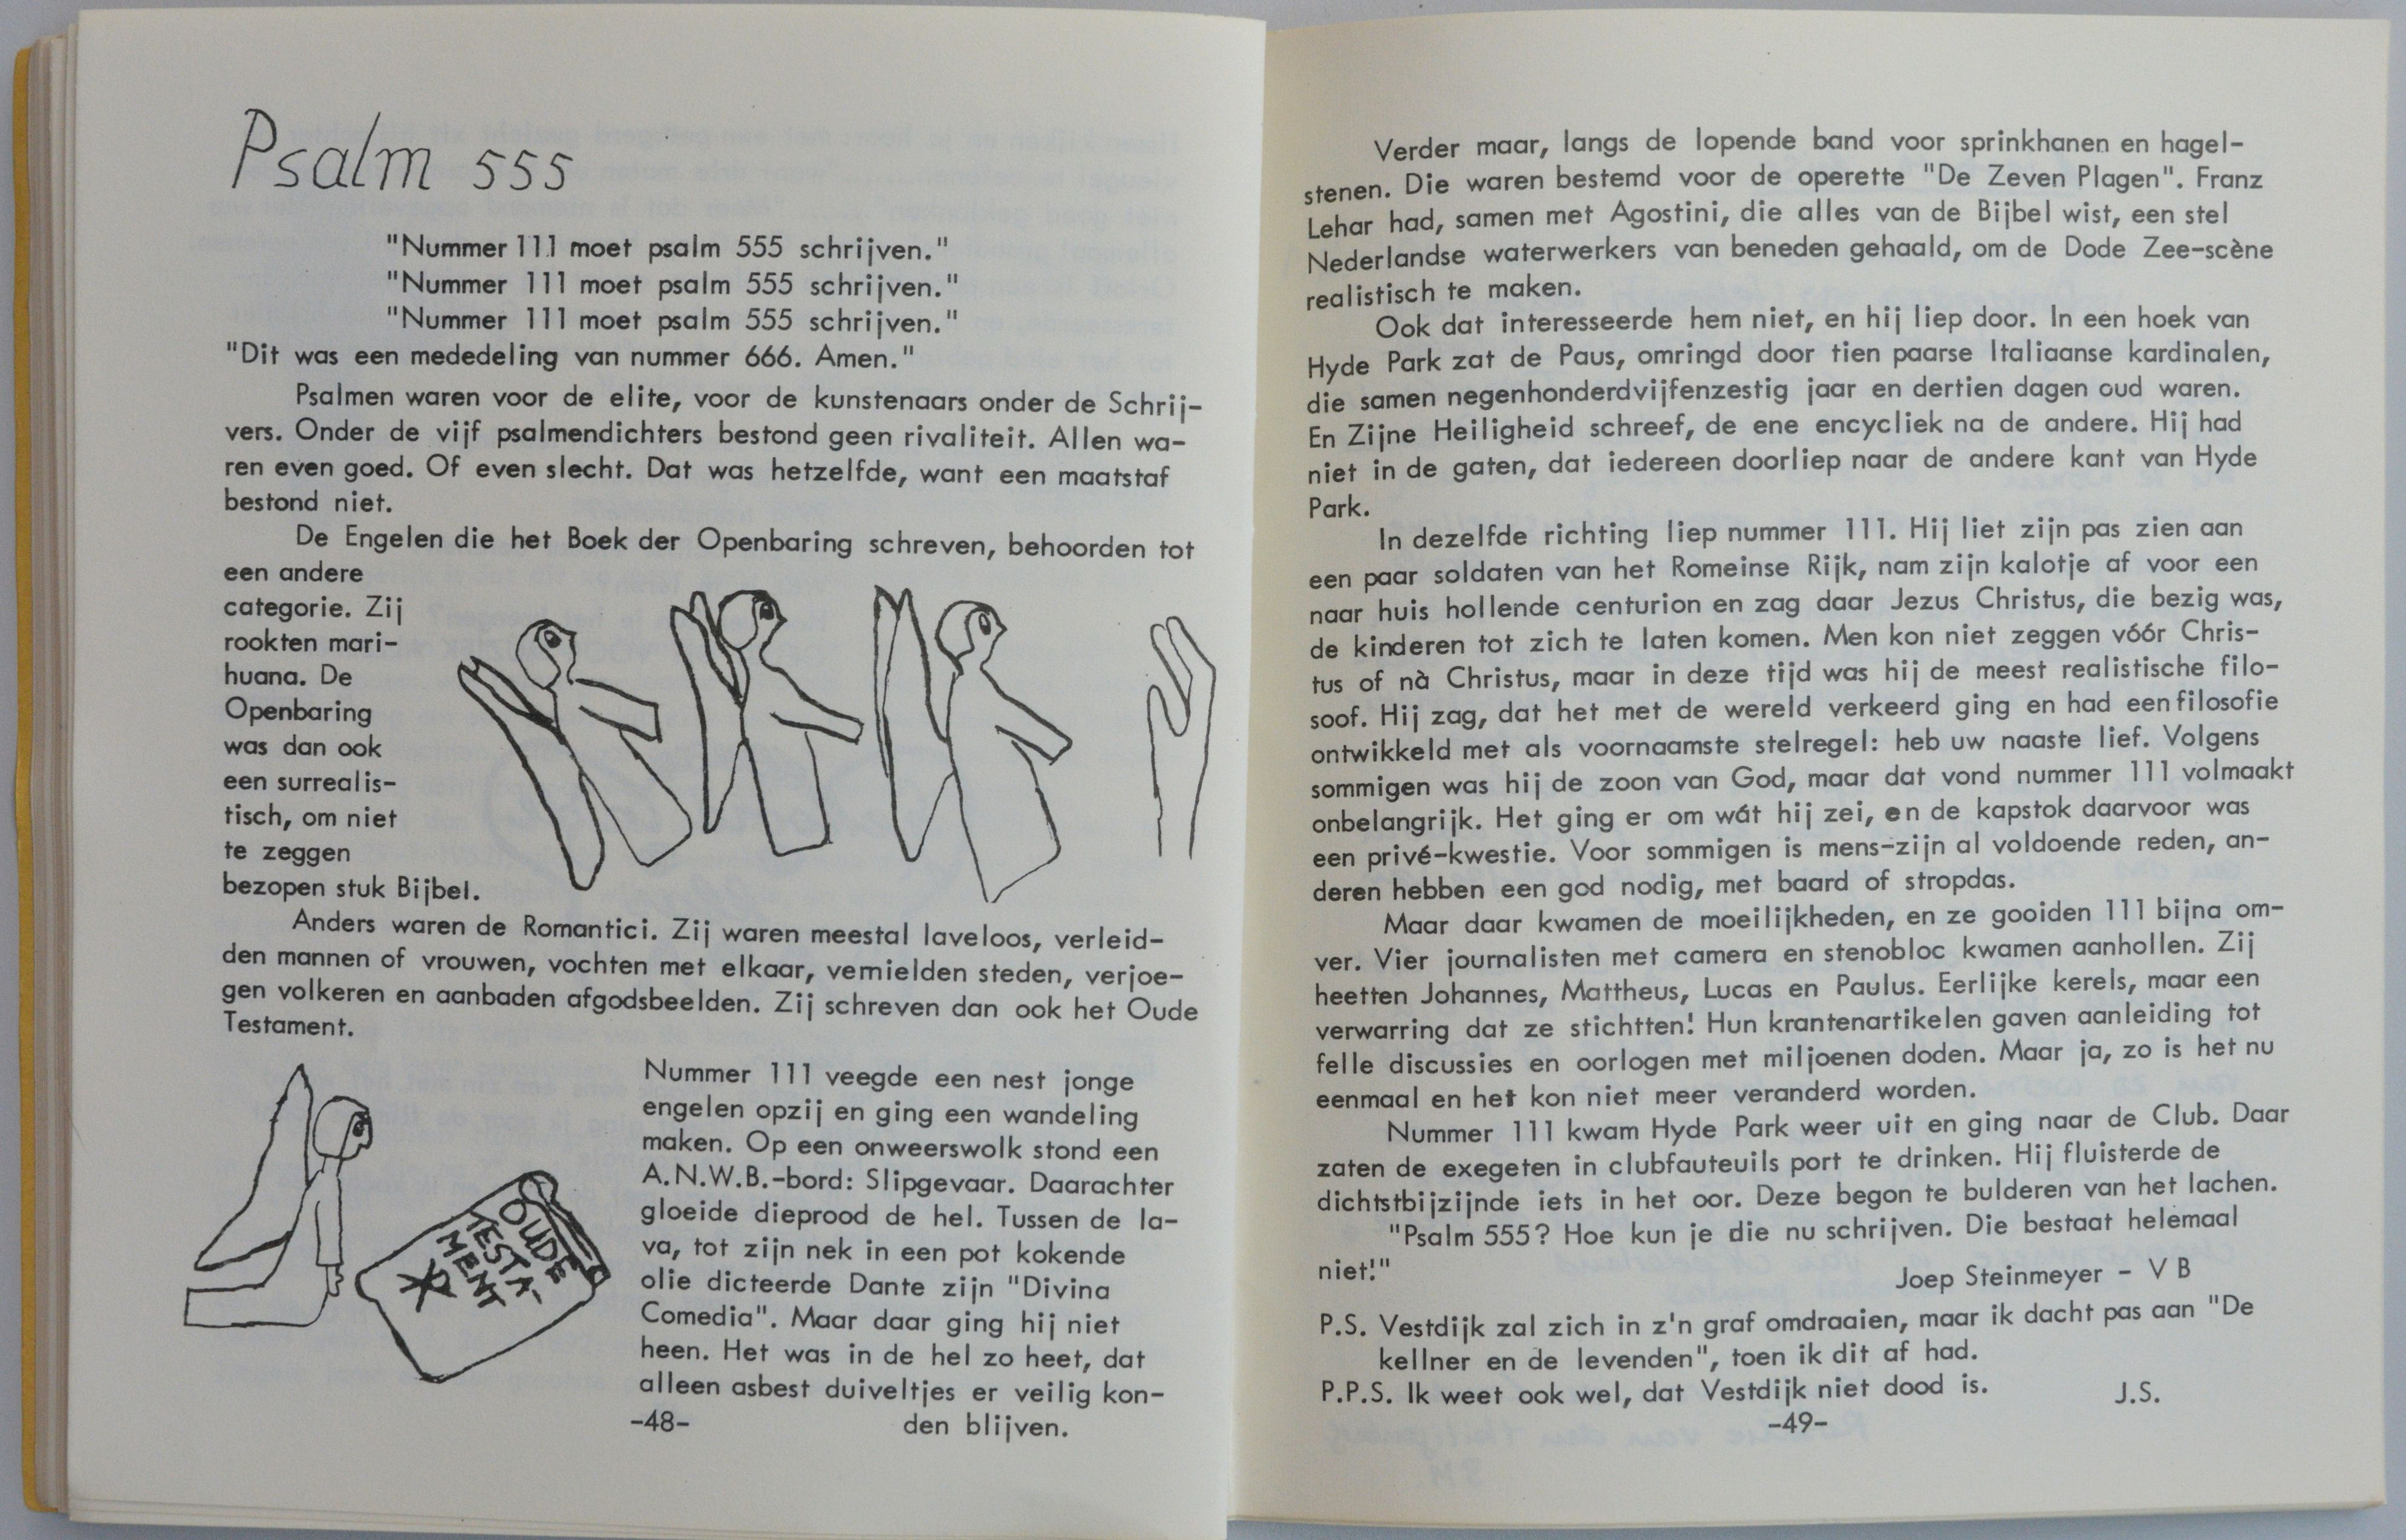 Psalm 555
"Nummer 111 moet psalm 555 schrijven."
"Nummer 111 moet psalm 555 schrijven."
"Nummer 111 moet psalm 555 schrijven."
"Dit was een mededeling van nummer 666. Amen."
Psalmen waren voor de elite, voor de kunstenaars onder de Schrij-
vers. Onder de vijf psalmendichters bestond geen rivaliteit. Allen wa-
ren even goed. Of even slecht. Dat was hetzelfde, want een maatstaf
bestond niet.
De Engelen die het Boek der Openbaring schreven, behoorden tot
een andere
categorie. Zij
rookten mari-
huana. De
Openbaring
was dan ook
een surrealis-
tisch, om niet
te zeggen
bezopen stuk Bijbel.
Anders waren de Romantici. Zij waren meestal laveloos, verleid-
den mannen of vrouwen, vochten met elkaar, vernielden steden, verjoe-
gen volkeren en aanbaden afgodsbeelden. Zij schreven dan ook het Oude
Testament.
OUDE
TESTA-
MENT
Nummer 111 veegde een nest jonge
engelen opzij en ging een wandeling
maken. Op een onweerswolk stond een
A.N.W.B.-bord: Slipgevaar. Daarachter
gloeide dieprood de hel. Tussen de la-
va, tot zijn nek in een pot kokende
olie dicteerde Dante zijn "Divina
Comedia". Maar daar ging hij niet
heen. Het was in de hel zo heet, dat
alleen asbest duiveltjes er veilig kon-
den blijven.
-48-
Verder maar, langs de lopende band voor sprinkhanen en hagel-
stenen. Die waren bestemd voor de operette "De Zeven Plagen". Franz
Lehar had, samen met Agostini, die alles van de Bijbel wist, een stel
Nederlandse waterwerkers van beneden gehaald, om de Dode Zee-scène
realistisch te maken.
Ook dat interesseerde hem niet, en hij liep door. In een hoek van
Hyde Park zat de Paus, omringd door tien paarse Italiaanse kardinalen,
die samen negenhonderdvijfenzestig jaar en dertien dagen oud waren.
En Zijne Heiligheid schreef, de ene encycliek na de andere. Hij had
niet in de gaten, dat iedereen doorliep naar de andere kant van Hyde
Park.
In dezelfde richting liep nummer 111. Hij liet zijn pas zien aan
een paar soldaten van het Romeinse Rijk, nam zijn kalotje af voor een
naar huis hollende centurion en zag daar Jezus Christus, die bezig was,
de kinderen tot zich te laten komen. Men kon niet zeggen vóór Chris-
tus of nà Christus, maar in deze tijd was hij de meest realistische filo-
soof. Hij zag, dat het met de wereld verkeerd ging en had een filosofie
ontwikkeld met als voornaamste stelregel: heb uw naaste lief. Volgens
sommigen was hij de zoon van God, maar dat vond nummer 111 volmaakt
onbelangrijk. Het ging er om wát hij zei, en de kapstok daarvoor was
een privé-kwestie. Voor sommigen is mens-zijn al voldoende reden, an-
deren hebben een god nodig, met baard of stropdas.
Maar daar kwamen de moeilijkheden, en ze gooiden 111 bijna om-
ver. Vier journalisten met camera en stenobloc kwamen aanhollen. Zij
heetten Johannes, Mattheus, Lucas en Paulus. Eerlijke kerels, maar een
verwarring dat ze stichtten! Hun krantenartikelen gaven aanleiding tot
felle discussies en oorlogen met miljoenen doden. Maar ja, zo is het nu
eenmaal en het kon niet meer veranderd worden.
Nummer 111 kwam Hyde Park weer uit en ging naar de Club. Daar
zaten de exegeten in clubfauteuils port te drinken. Hij fluisterde de
dichtstbijzijnde iets in het oor. Deze begon te bulderen van het lachen.
"Psalm 555? Hoe kun je die nu schrijven. Die bestaat helemaal
niet!"
Joep Steinmeyer - V B
P.S. Vestdijk zal zich in z'n graf omdraaien, maar ik dacht pas aan "De
kellner en de levenden", toen ik dit af had.
P.P.S. Ik weet ook wel, dat Vestdijk niet dood is. J.S.
-49-